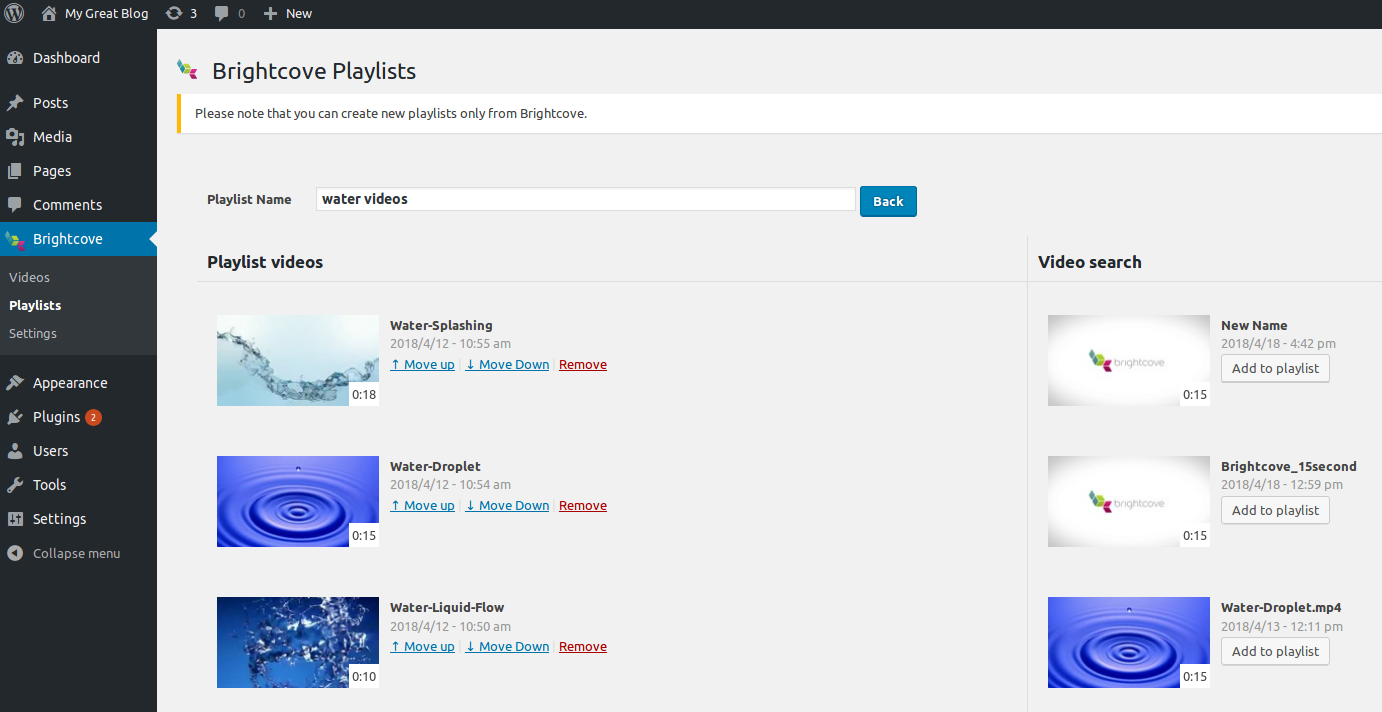 My Great Blog 3 0 New
Dashboard
Posts
Media
Pages
Comments
Brightcove
Videos
Playlists
Settings
Appearance
Plugins 2
Users
Tools
Settings
Collapse menu
Brightcove Playlists
Please note that you can create new playlists only from Brightcove.
Playlist Name water videos Back
Playlist videos
Water-Splashing
2018/4/12 - 10:55 am
↑ Move up | ↓ Move Down | Remove
0:18
Water-Droplet
2018/4/12 - 10:54 am
↑ Move up | ↓ Move Down | Remove
0:15
Water-Liquid-Flow
2018/4/12 - 10:50 am
↑ Move up | ↓ Move Down | Remove
0:10
Video search
New Name
2018/4/18 - 4:42 pm
Add to playlist
brightcove
0:15
Brightcove_15second
2018/4/18 - 12:59 pm
Add to playlist
brightcove
0:15
Water-Droplet.mp4
2018/4/13 - 12:11 pm
Add to playlist
0:15